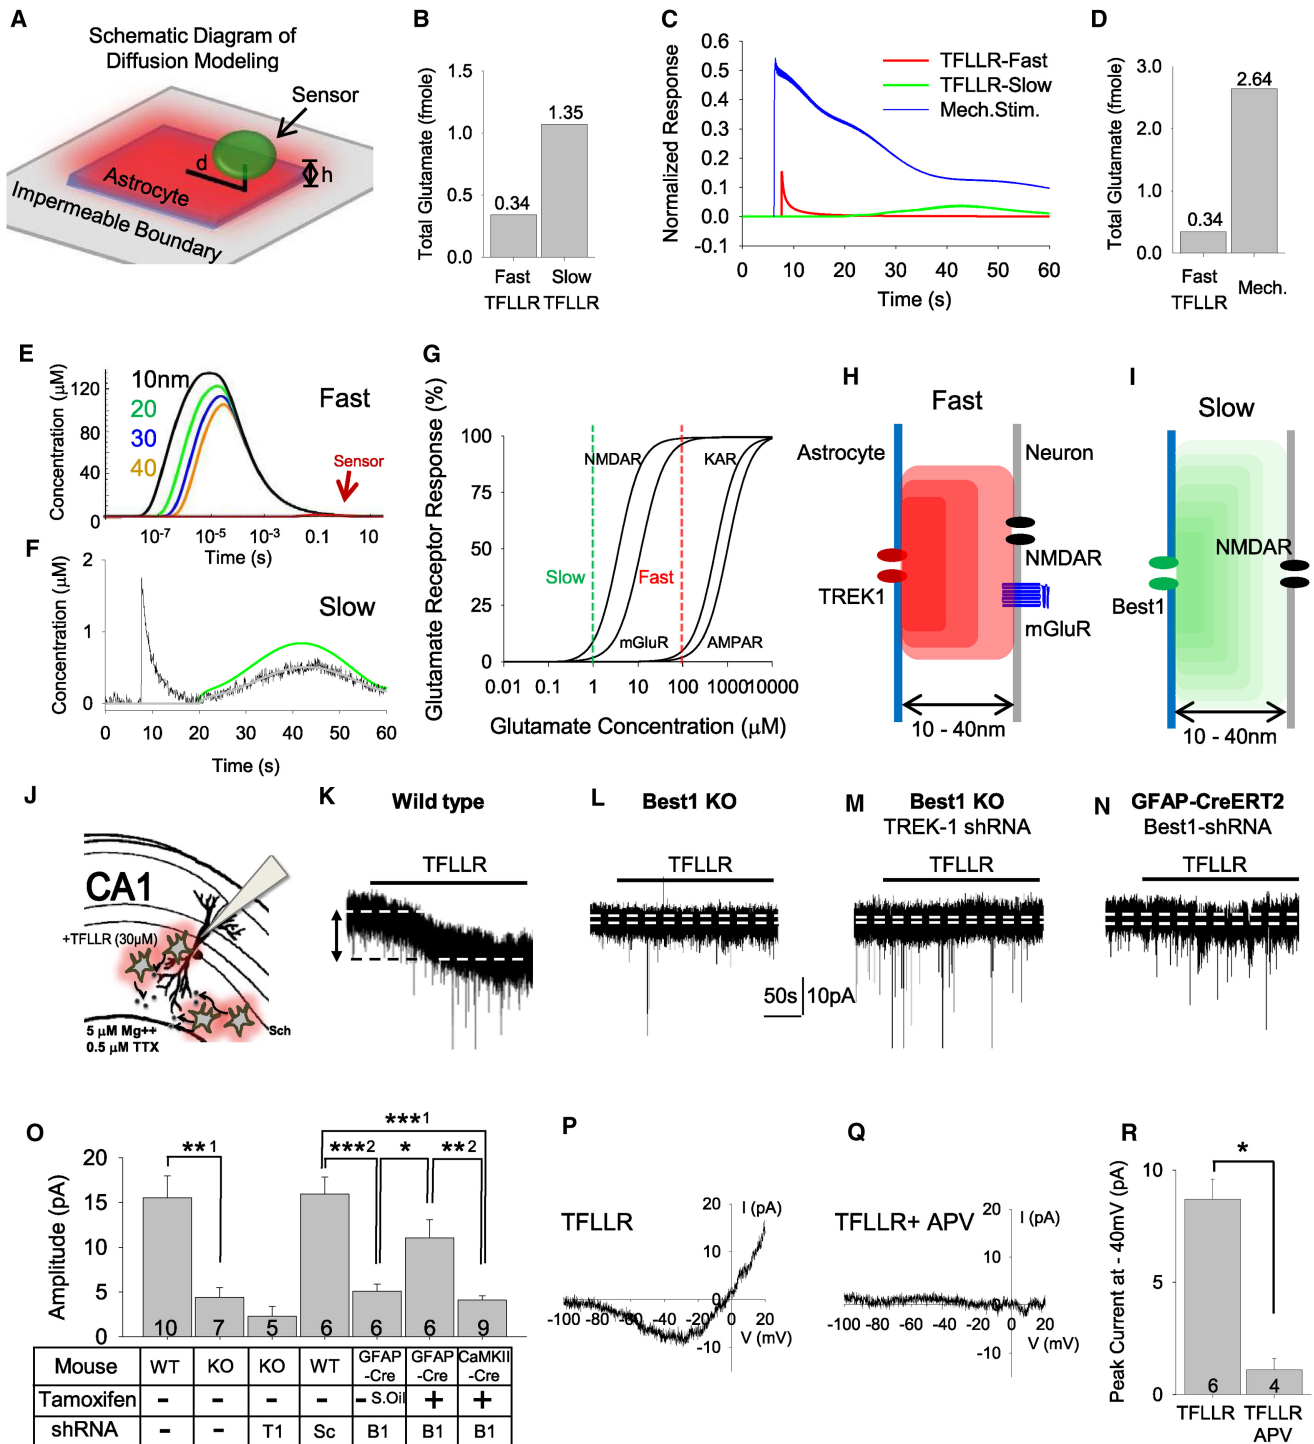 A
Schematic Diagram of
Diffusion Modeling
Sensor
d
h
Astrocyte
Impermeable Boundary
B
Total Glutamate (fmole)
1.5
1.0
0.5
0.0
0.34
1.35
Fast
Slow
TFLLR
TFLLR
C
Normalized Response
0.6
0.5
0.4
0.3
0.2
0.1
0.0
-0.1
TFLLR-Fast
TFLLR-Slow
Mech.Stim.
0 10 20 30 40 50 60
Time (s)
D
Total Glutamate (fmole)
3.0
2.0
1.0
0.0
0.34
2.64
Fast
TFLLR
Mech.
E
Concentration (μM)
120
80
40
0
10nm
20
30
40
Fast
Sensor
10-7 10-5 10-3 0.1 10
Time (s)
F
Concentration (μM)
2
1
0
Slow
0 10 20 30 40 50 60
Time (s)
G
Glutamate Receptor Response (%)
100
75
50
25
0
NMDAR
KAR
Slow
Fast
mGluR
AMPAR
0.01 0.1 1 10 100 1000 10000
Glutamate Concentration (μM)
H
Fast
Astrocyte
Neuron
NMDAR
TREK1
mGluR
10 - 40nm
I
Slow
NMDAR
Best1
10 - 40nm
J
CA1
+TFLLR (30μM)
5 μM Mg++
0.5 μM TTX
Sch
K
Wild type
TFLLR
L
Best1 KO
TFLLR
50s
10pA
M
Best1 KO
TREK-1 shRNA
TFLLR
N
GFAP-CreERT2
Best1-shRNA
TFLLR
O
Amplitude (pA)
20
15
10
5
0
**1
***1
***2
*
**2
10 7 5 6 6 6 9
Mouse WT KO KO WT GFAP-Cre GFAP-Cre CaMKII-Cre
Tamoxifen - - - - - S.Oil + +
shRNA - - T1 Sc B1 B1 B1
P
TFLLR
20
I (pA)
10
0
-10
-100 -80 -60 -40 -20 0 20
V (mV)
Q
TFLLR+ APV
20
I (pA)
10
0
-10
-100 -80 -60 -40 -20 0 20
V (mV)
R
Peak Current at - 40mV (pA)
10
5
0
*
6
4
TFLLR
TFLLR
APV